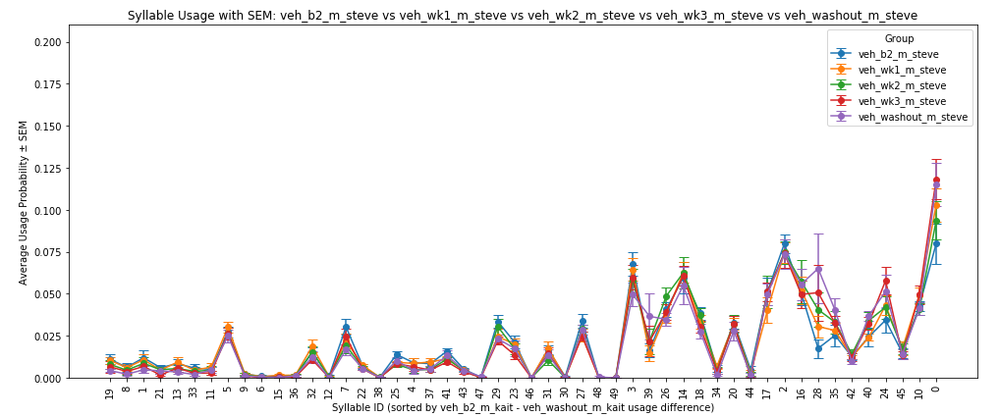 Syllable Usage with SEM: veh_b2_m_steve vs veh_wk1_m_steve vs veh_wk2_m_steve vs veh_wk3_m_steve vs veh_washout_m_steve
Group
veh_b2_m_steve
veh_wk1_m_steve
veh_wk2_m_steve
veh_wk3_m_steve
veh_washout_m_steve
Average Usage Probability ± SEM
0.200
0.175
0.150
0.125
0.100
0.075
0.050
0.025
0.000
19 8 1 21 13 33 11 5 9 6 15 36 32 12 7 22 38 25 4 37 41 43 47 29 23 46 31 30 27 48 49 3 39 26 14 18 34 20 44 17 2 16 28 35 42 40 24 45 10 0
Syllable ID (sorted by veh_b2_m_kait - veh_washout_m_kait usage difference)